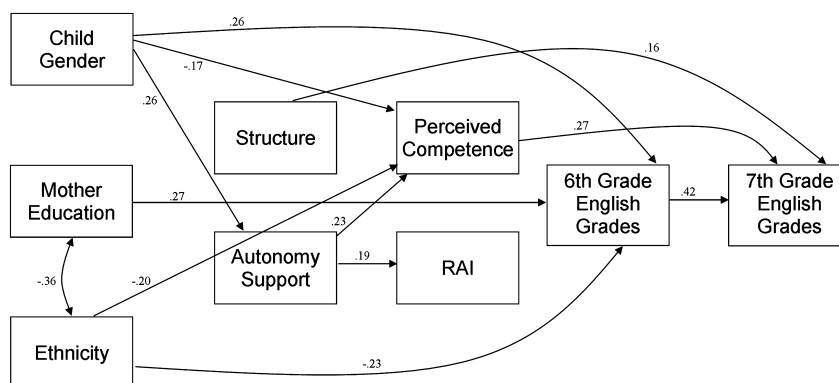 Child
Gender
.26
.16
-.17
.26
Structure
Perceived
Competence
.27
Mother
Education
.27
6th Grade
English
Grades
.42
7th Grade
English
Grades
.23
Autonomy
Support
.19
RAI
-.36
-.20
Ethnicity
-.23